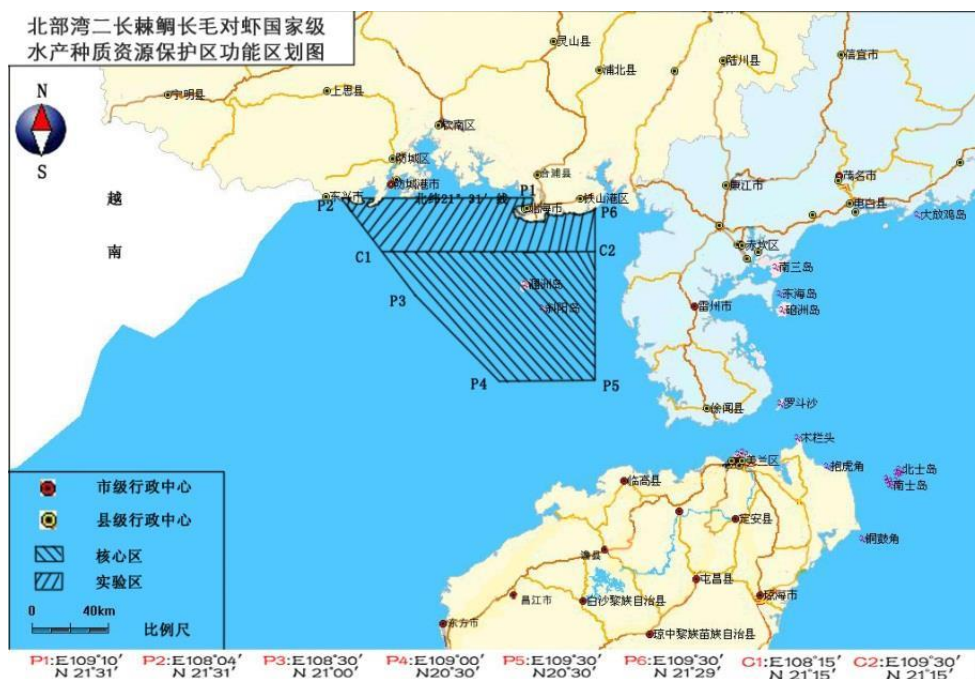 北部湾二长棘鲷长毛对虾国家级
水产种质资源保护区功能区划图
N
S
灵山县
浦北县
陆川县
信宜市
宁明县
上思县
钦南区
防城区
防城港市
合浦县
廉江市
茂名市
电白县
大放鸡岛
东兴市
P2
北纬21°31′线
P1
北海市
铁山港区
P6
越
南
赤坎区
南三岛
C1
C2
东海岛
硇洲岛
涠洲岛
斜阳岛
雷州市
P3
P4
P5
徐闻县
罗斗沙
木栏头
美兰区
抱虎角
北士岛
南士岛
临高县
定安县
铜鼓角
儋县
屯昌县
昌江市
白沙黎族自治县
琼海市
东方市
琼中黎族苗族自治县
市级行政中心
县级行政中心
核心区
实验区
0 40km
比例尺
P1:E109°10′ P2:E108°04′ P3:E108°30′ P4:E109°00′ P5:E109°30′ P6:E109°30′ C1:E108°15′ C2:E109°30′
N 21°31′ N 21°31′ N 21°00′ N20°30′ N 20°30′ N 21°29′ N 21°15′ N 21°15′